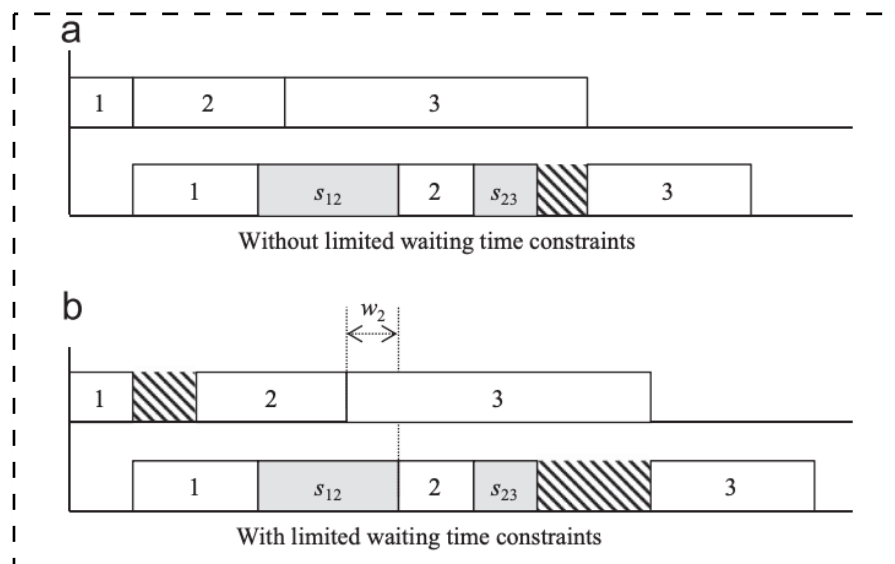 a
1 2 3
1 s₁₂ 2 s₂₃ 3
Without limited waiting time constraints
b
w₂
1 2 3
1 s₁₂ 2 s₂₃ 3
With limited waiting time constraints